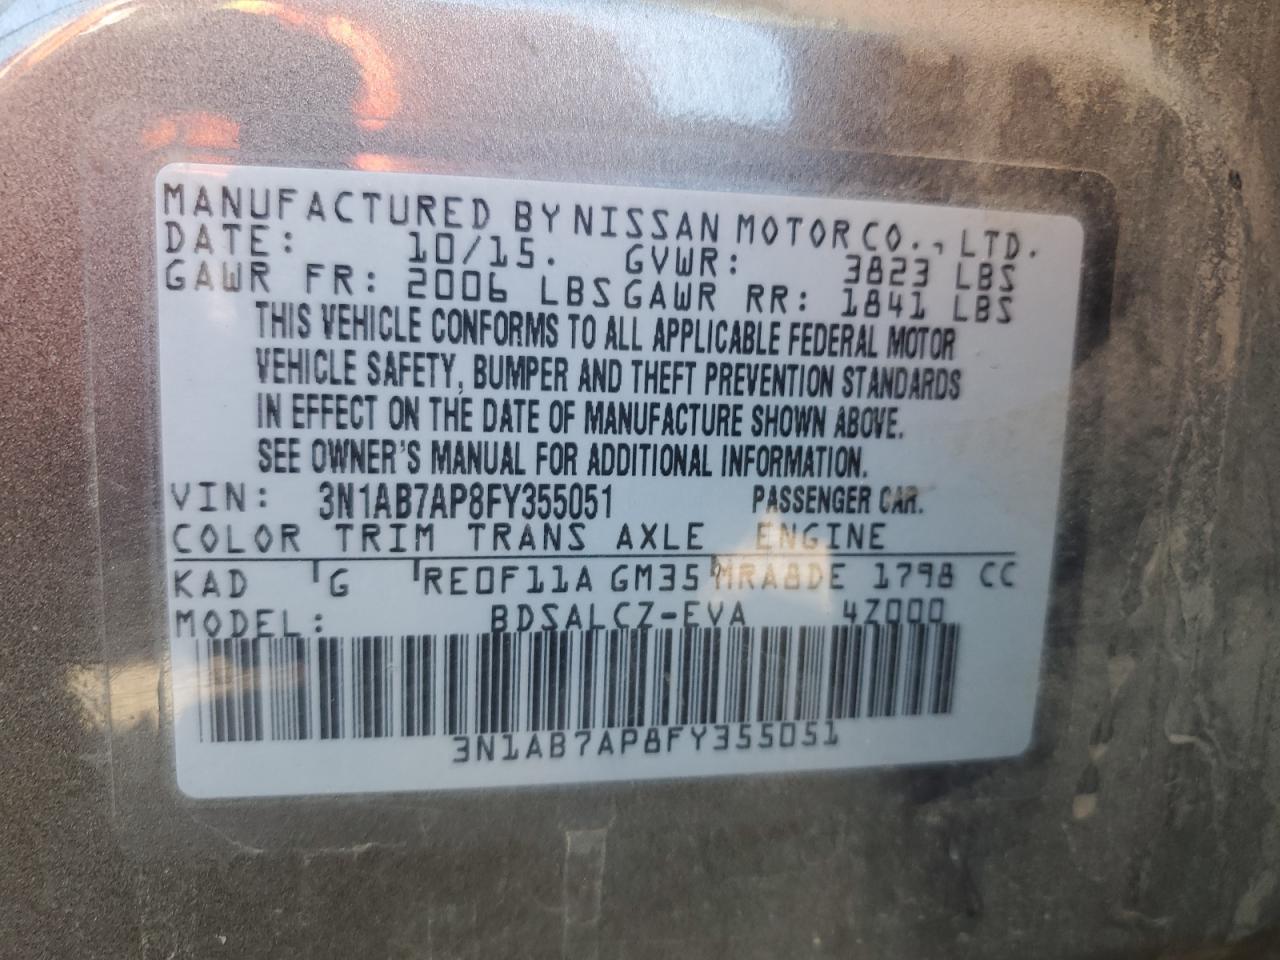 MANUFACTURED BY NISSAN MOTOR CO., LTD.
DATE: 10/15. GVWR: 3823 LBS
GAWR FR: 2006 LBS GAWR RR: 1841 LBS
THIS VEHICLE CONFORMS TO ALL APPLICABLE FEDERAL MOTOR
VEHICLE SAFETY, BUMPER AND THEFT PREVENTION STANDARDS
IN EFFECT ON THE DATE OF MANUFACTURE SHOWN ABOVE.
SEE OWNER'S MANUAL FOR ADDITIONAL INFORMATION.
VIN: 3N1AB7AP8FY355051 PASSENGER CAR.
COLOR TRIM TRANS AXLE ENGINE
KAD G RE0F11A GM35 MRA8DE 1798 CC
MODEL: BDSALCZ-EVA 4Z000
3N1AB7AP8FY355051